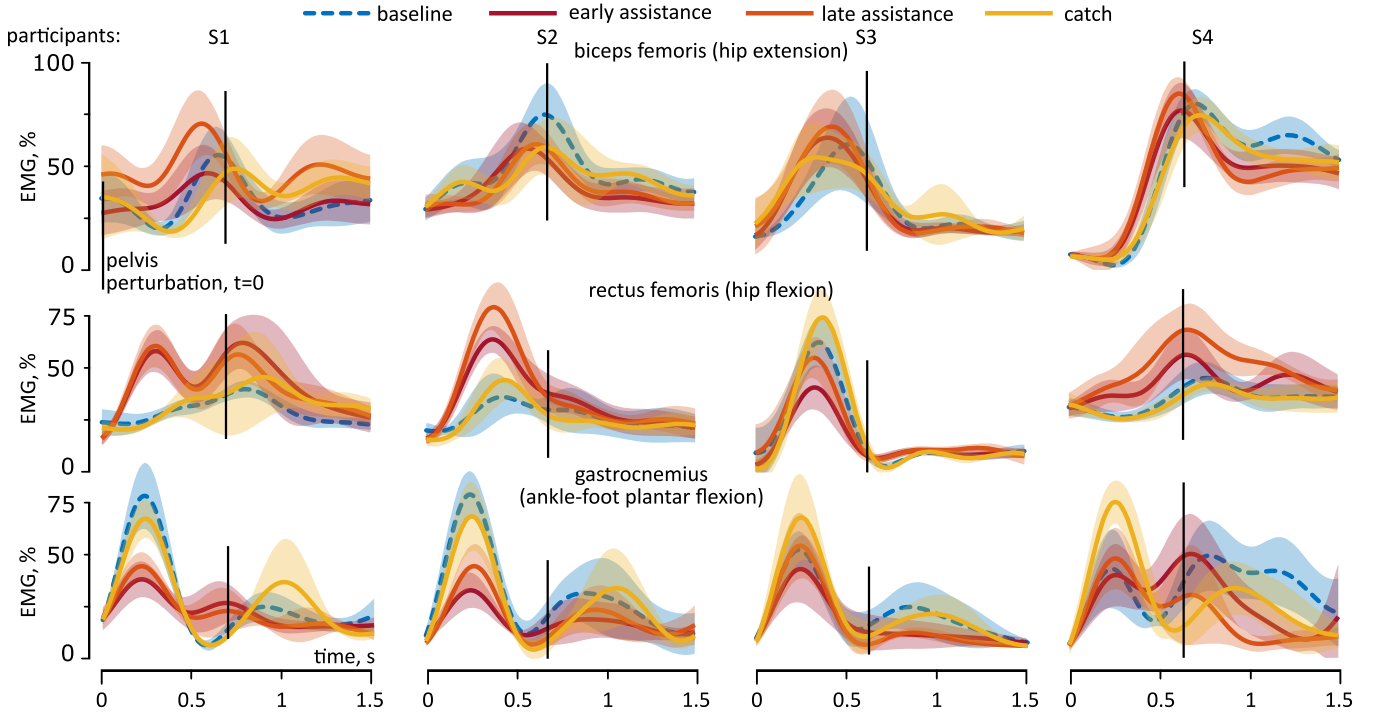 baseline early assistance late assistance catch
participants: S1 S2 S3 S4
biceps femoris (hip extension)
100
50
0
EMG, %
pelvis
perturbation, t=0
rectus femoris (hip flexion)
75
50
0
EMG, %
gastrocnemius
(ankle-foot plantar flexion)
75
50
0
EMG, %
time, s
0 0.5 1 1.5 0 0.5 1 1.5 0 0.5 1 1.5 0 0.5 1 1.5